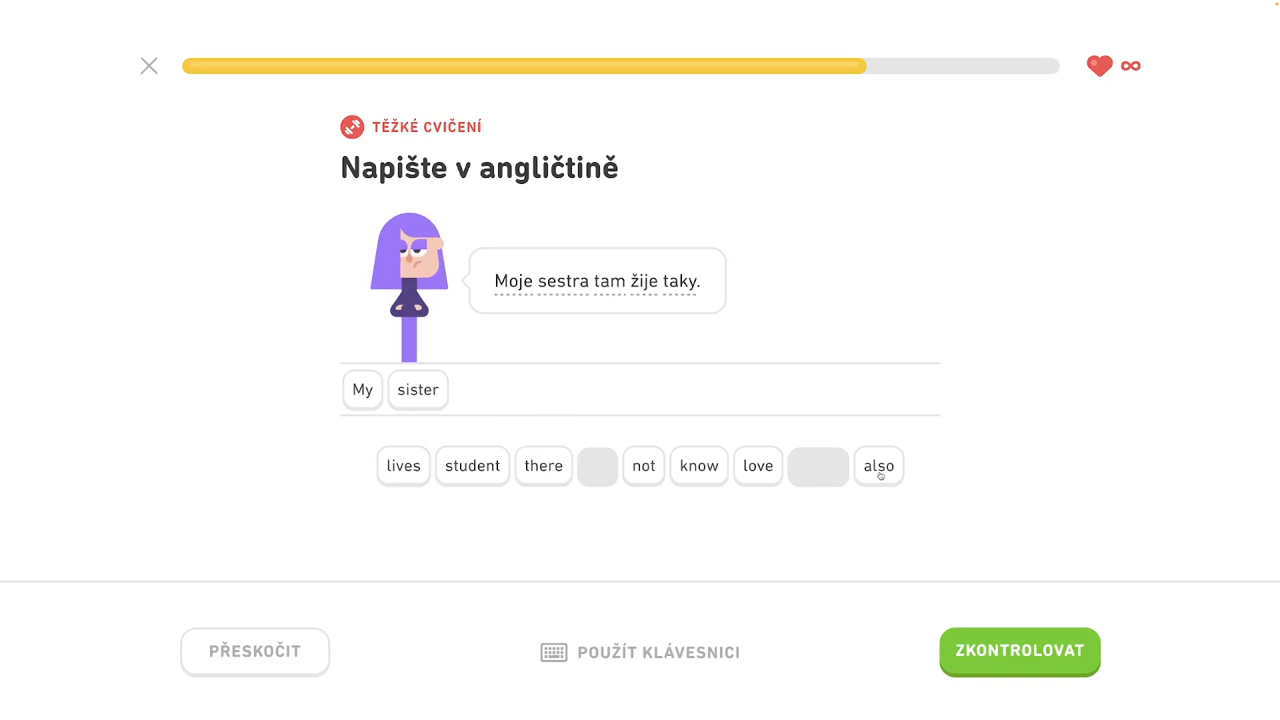 ∞
TĚŽKÉ CVIČENÍ
Napište v angličtině
Moje sestra tam žije taky.
My sister
lives student there not know love also
PŘESKOČIT POUŽÍT KLÁVESNICI ZKONTROLOVAT